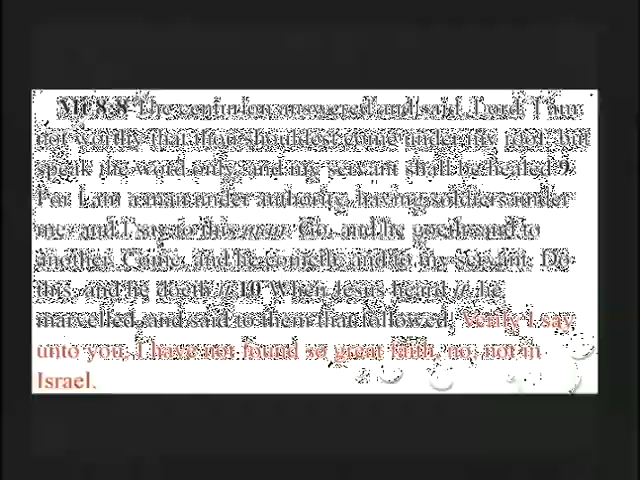 Mt 8:8 The centurion answered and said, Lord, I am
not worthy that thou shouldest come under my roof: but
speak the word only, and my servant shall be healed. 9
For I am a man under authority, having soldiers under
me: and I say to this man, Go, and he goeth; and to
another, Come, and he cometh; and to my servant, Do
this, and he doeth it. 10 When Jesus heard it, he
marvelled, and said to them that followed, Verily I say
unto you, I have not found so great faith, no, not in
Israel.